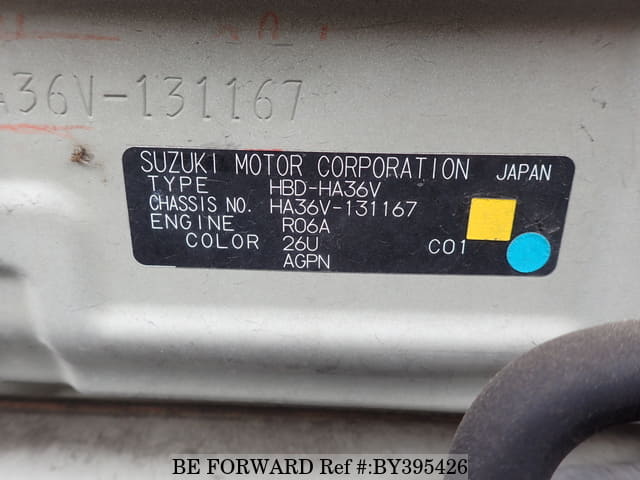 A36V-131167
SUZUKI MOTOR CORPORATION JAPAN
TYPE HBD-HA36V
CHASSIS NO. HA36V-131167
ENGINE R06A
COLOR 26U C01
AGPN
BE FORWARD Ref #:BY395426